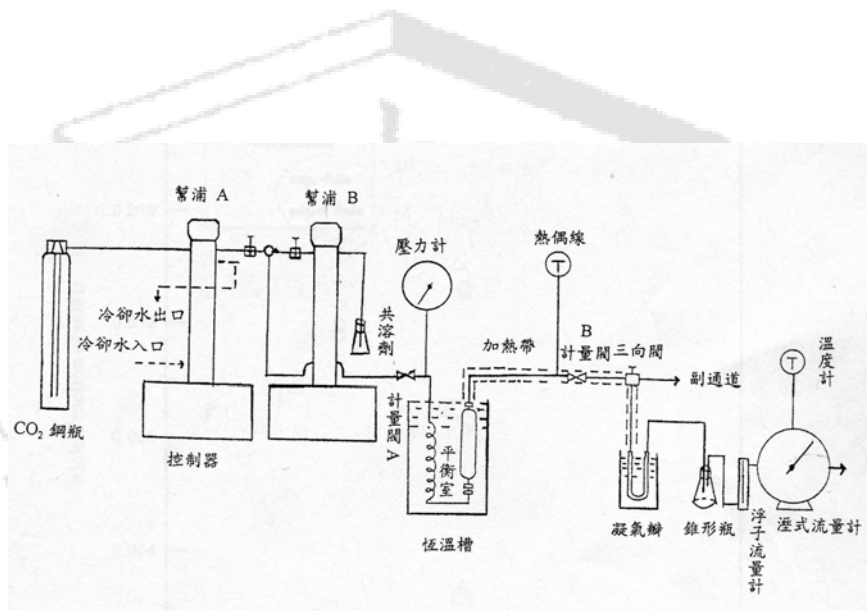 幫浦 A
幫浦 B
熱偶線
壓力計
共溶劑
冷卻水出口
冷卻水入口
加熱帶
B
計量閥
三向閥
副通道
溫度計
T
T
CO₂ 鋼瓶
控制器
計量閥 A
平衡室
恆溫槽
凝氣瓣
錐形瓶
浮子流量計
溼式流量計